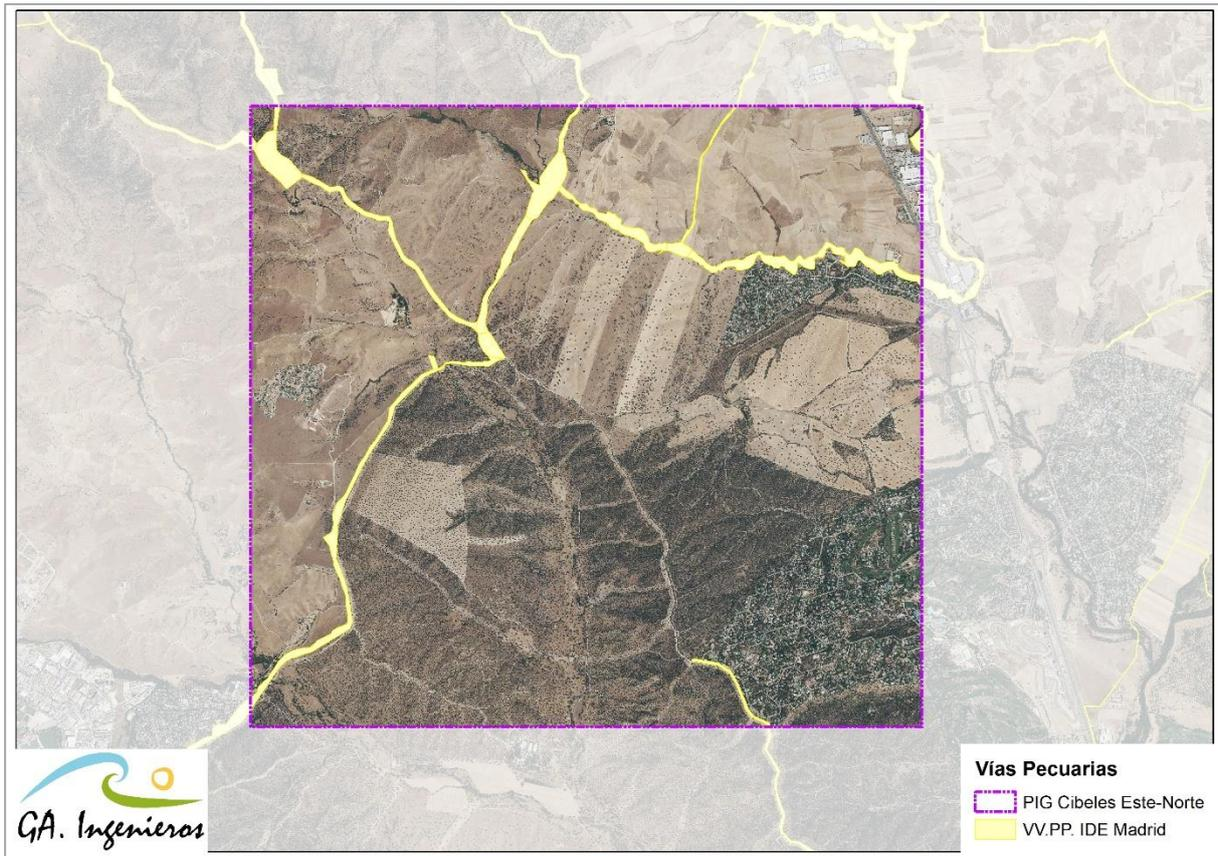 Vías Pecuarias
PIG Cibeles Este-Norte
VV.PP. IDE Madrid
GA. Ingenieros